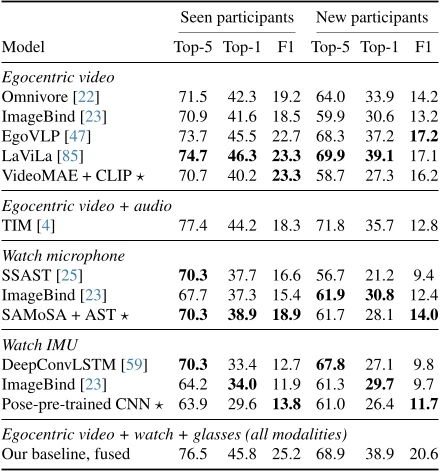 Seen participants New participants
Model Top-5 Top-1 F1 Top-5 Top-1 F1
Egocentric video
Omnivore [22] 71.5 42.3 19.2 64.0 33.9 14.2
ImageBind [23] 70.9 41.6 18.5 59.9 30.6 13.2
EgoVLP [47] 73.7 45.5 22.7 68.3 37.2 17.2
LaViLa [85] 74.7 46.3 23.3 69.9 39.1 17.1
VideoMAE + CLIP ⋆ 70.7 40.2 23.3 58.7 27.3 16.2
Egocentric video + audio
TIM [4] 77.4 44.2 18.3 71.8 35.7 12.8
Watch microphone
SSAST [25] 70.3 37.7 16.6 56.7 21.2 9.4
ImageBind [23] 67.7 37.3 15.4 61.9 30.8 12.4
SAMoSA + AST ⋆ 70.3 38.9 18.9 61.7 28.1 14.0
Watch IMU
DeepConvLSTM [59] 70.3 33.4 12.7 67.8 27.1 9.8
ImageBind [23] 64.2 34.0 11.9 61.3 29.7 9.7
Pose-pre-trained CNN ⋆ 63.9 29.6 13.8 61.0 26.4 11.7
Egocentric video + watch + glasses (all modalities)
Our baseline, fused 76.5 45.8 25.2 68.9 38.9 20.6